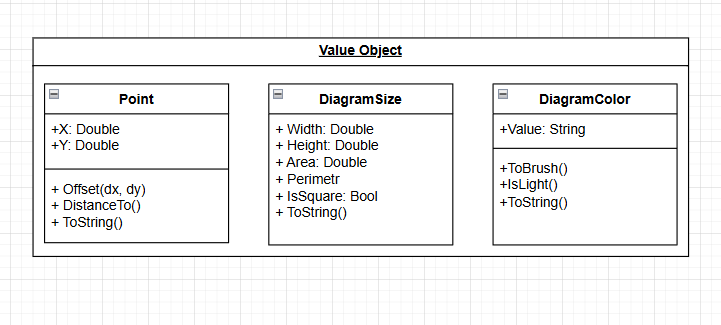 Value Object
Point
+X: Double
+Y: Double
+ Offset(dx, dy)
+ DistanceTo()
+ ToString()
DiagramSize
+ Width: Double
+ Height: Double
+ Area: Double
+ Perimetr
+ IsSquare: Bool
+ ToString()
DiagramColor
+Value: String
+ToBrush()
+IsLight()
+ToString()